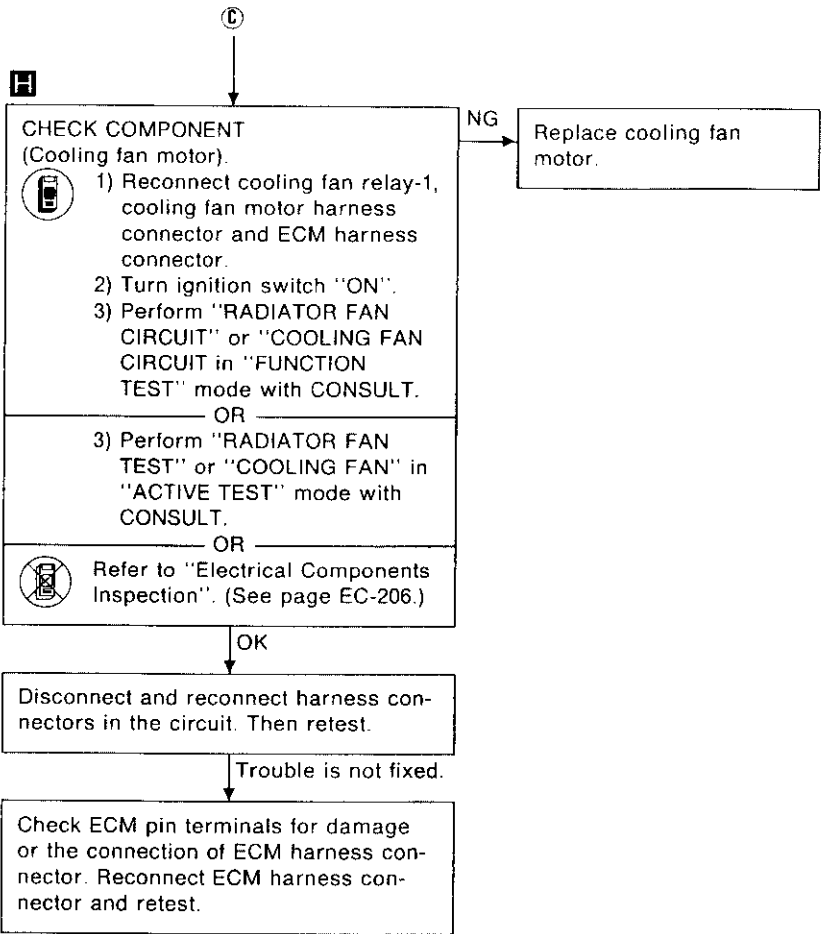 C
H
CHECK COMPONENT
(Cooling fan motor).
1) Reconnect cooling fan relay-1,
cooling fan motor harness
connector and ECM harness
connector.
2) Turn ignition switch "ON".
3) Perform "RADIATOR FAN
CIRCUIT" or "COOLING FAN
CIRCUIT in "FUNCTION
TEST" mode with CONSULT.
OR
3) Perform "RADIATOR FAN
TEST" or "COOLING FAN" in
"ACTIVE TEST" mode with
CONSULT.
OR
Refer to "Electrical Components
Inspection". (See page EC-206.)
NG
Replace cooling fan
motor.
OK
Disconnect and reconnect harness con-
nectors in the circuit. Then retest.
Trouble is not fixed.
Check ECM pin terminals for damage
or the connection of ECM harness con-
nector. Reconnect ECM harness con-
nector and retest.